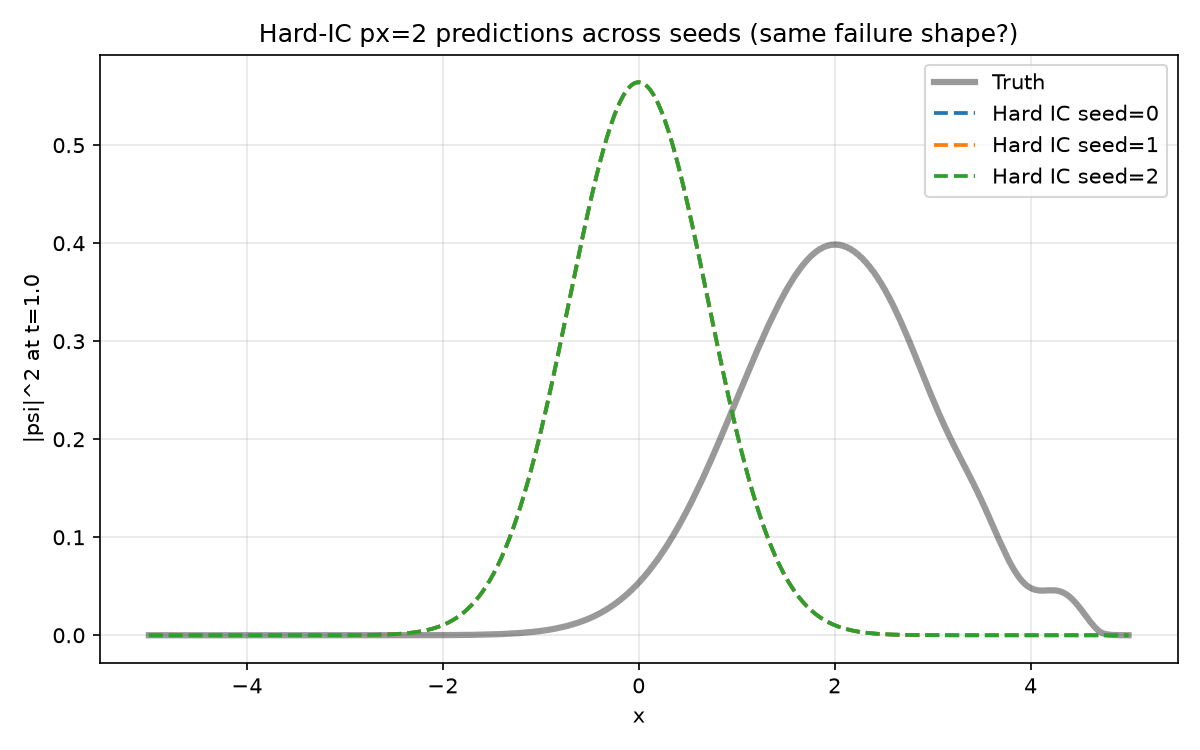 Hard-IC px=2 predictions across seeds (same failure shape?)
Truth
Hard IC seed=0
Hard IC seed=1
Hard IC seed=2
|psi|^2 at t=1.0
0.5
0.4
0.3
0.2
0.1
0.0
−4
−2
0
2
4
x